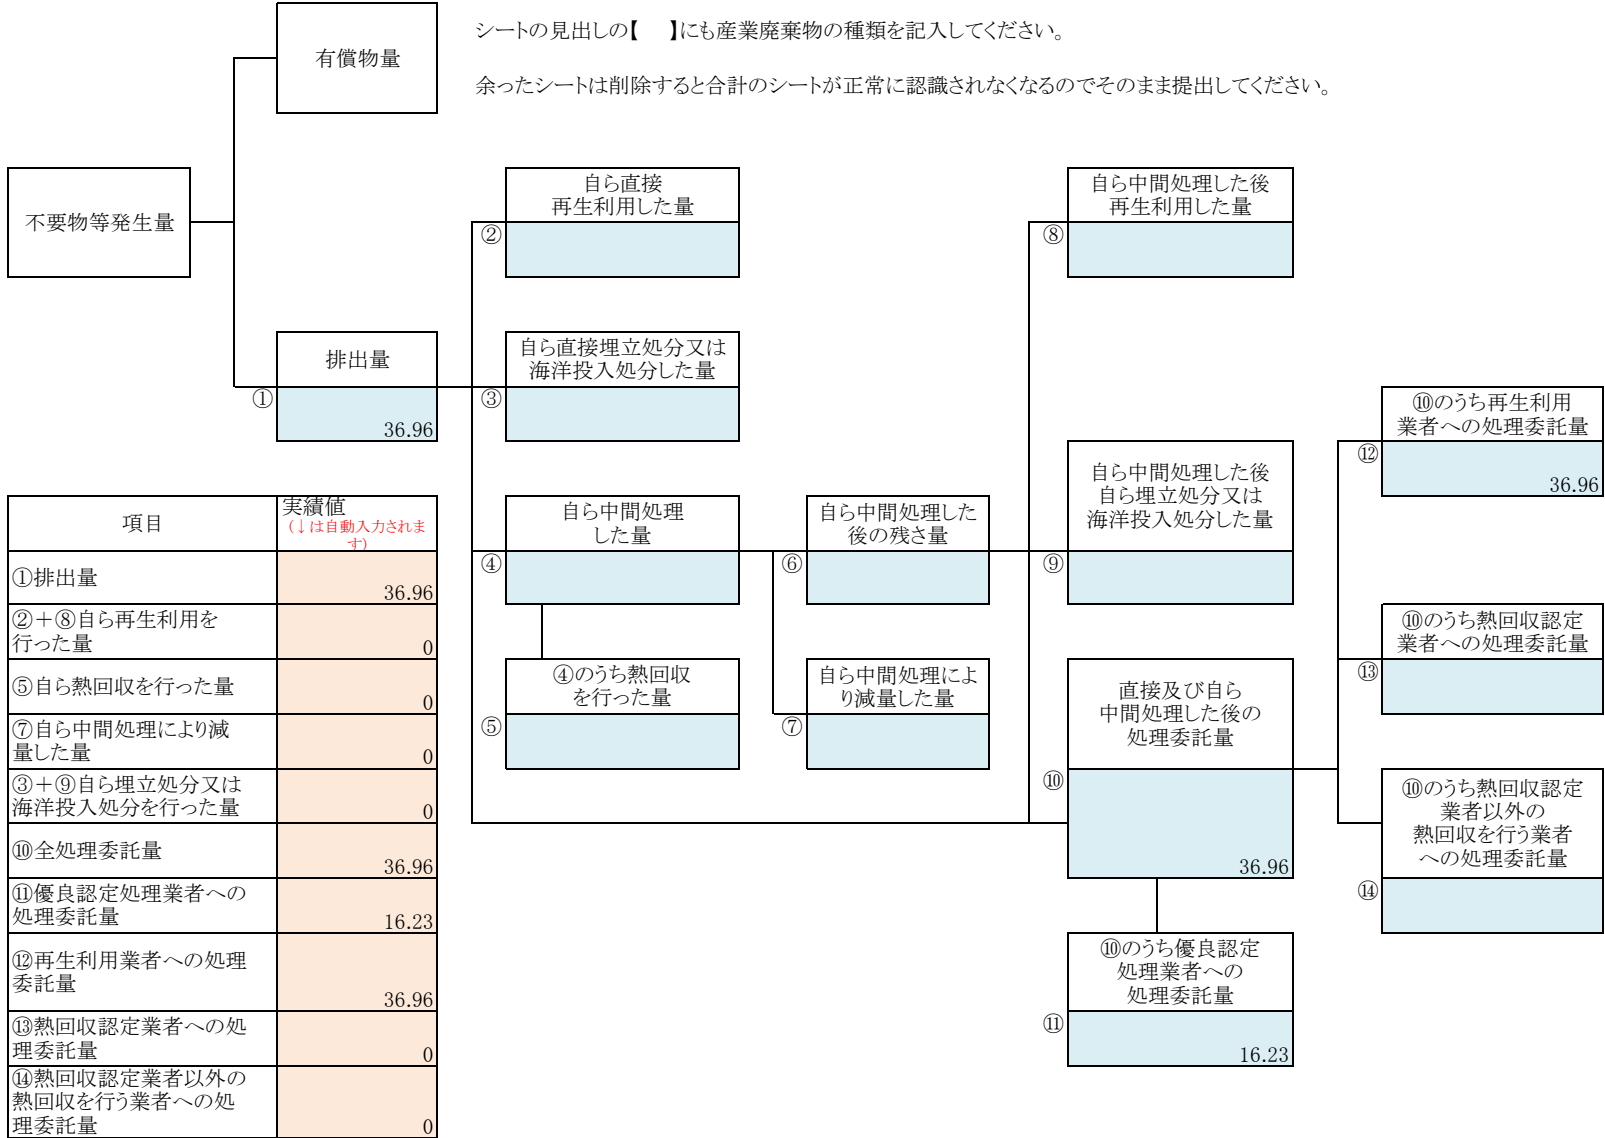 シートの見出しの【　】にも産業廃棄物の種類を記入してください。
有償物量
余ったシートは削除すると合計のシートが正常に認識されなくなるのでそのまま提出してください。
不要物等発生量
自ら直接
再生利用した量
②
自ら中間処理した後
再生利用した量
⑧
排出量
①
36.96
自ら直接埋立処分又は
海洋投入処分した量
③
⑩のうち再生利用
業者への処理委託量
⑫
36.96
自ら中間処理
した量
④
自ら中間処理した
後の残さ量
⑥
自ら中間処理した後
自ら埋立処分又は
海洋投入処分した量
⑨
⑩のうち熱回収認定
業者への処理委託量
⑬
④のうち熱回収
を行った量
⑤
自ら中間処理によ
り減量した量
⑦
直接及び自ら
中間処理した後の
処理委託量
⑩
36.96
⑩のうち熱回収認定
業者以外の
熱回収を行う業者
への処理委託量
⑭
⑩のうち優良認定
処理業者への
処理委託量
⑪
16.23
項目
実績値
(↓は自動入力されま
す)
①排出量
36.96
②＋⑧自ら再生利用を
行った量
0
⑤自ら熱回収を行った量
0
⑦自ら中間処理により減
量した量
0
③＋⑨自ら埋立処分又は
海洋投入処分を行った量
0
⑩全処理委託量
36.96
⑪優良認定処理業者への
処理委託量
16.23
⑫再生利用業者への処理
委託量
36.96
⑬熱回収認定業者への処
理委託量
0
⑭熱回収認定業者以外の
熱回収を行う業者への処
理委託量
0